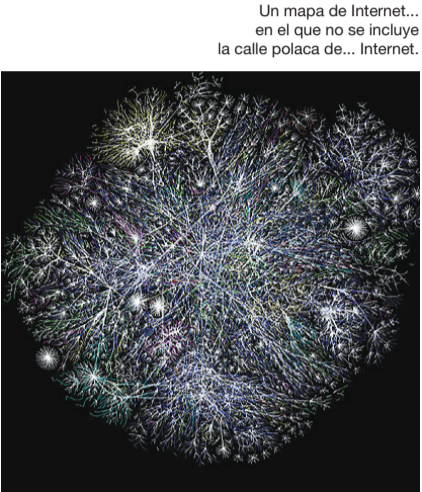 Un mapa de Internet...
en el que no se incluye
la calle polaca de... Internet.